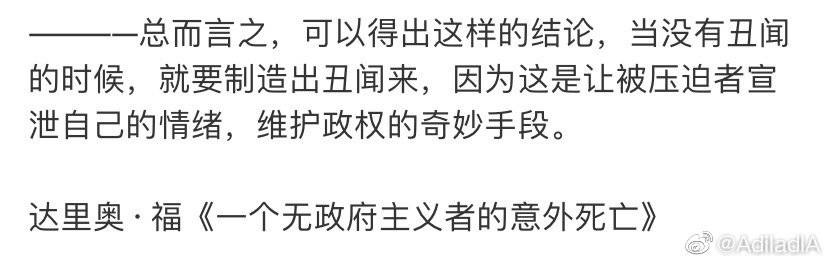 ————总而言之，可以得出这样的结论，当没有丑闻
的时候，就要制造出丑闻来，因为这是让被压迫者宣
泄自己的情绪，维护政权的奇妙手段。
达里奥·福《一个无政府主义者的意外死亡》
@AdlladlA